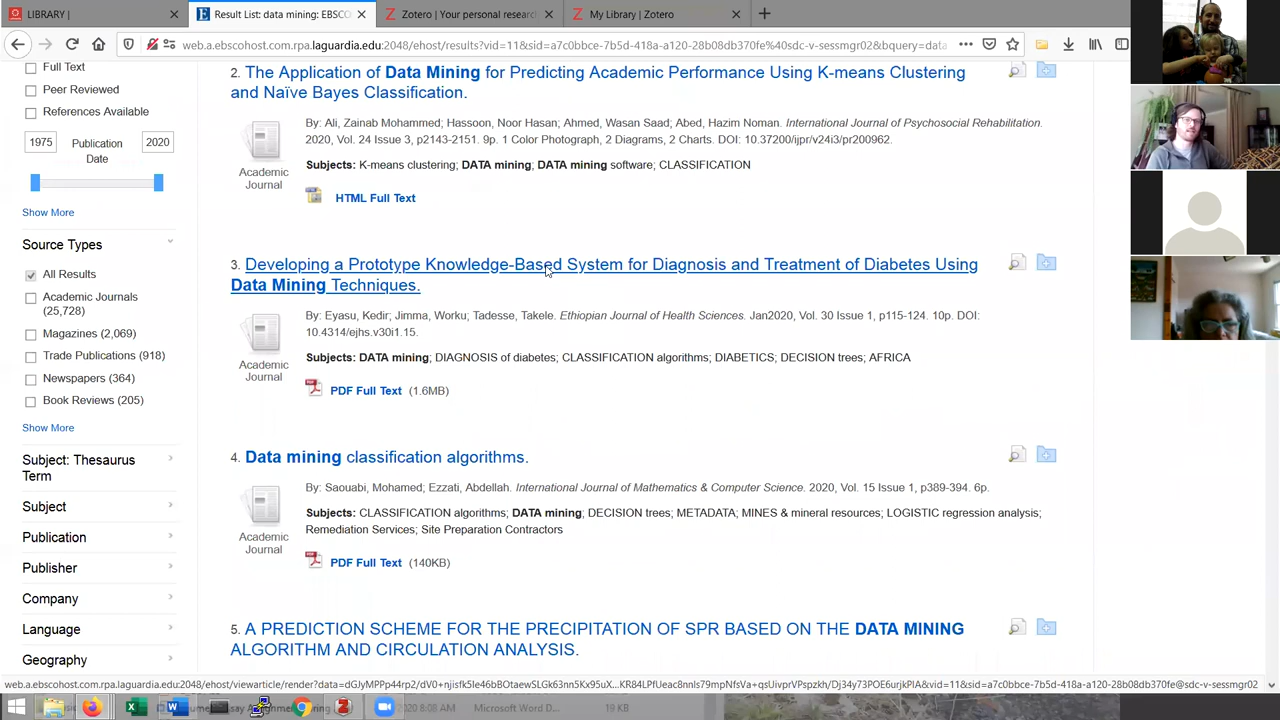 LIBRARY |
Result List: data mining: EBSCO
Zotero | Your personal researc
My Library | Zotero
web.a.ebscohost.com.rpa.laguardia.edu:2048/ehost/results?vid=11&sid=a7c0bbce-7b5d-418a-a120-28b08db370fe%40sdc-v-sessmgr02&bquery=data
Full Text
Peer Reviewed
References Available
1975
Publication
Date
2020
Show More
Source Types
All Results
Academic Journals
(25,728)
Magazines (2,069)
Trade Publications (918)
Newspapers (364)
Book Reviews (205)
Show More
Subject: Thesaurus
Term
Subject
Publication
Publisher
Company
Language
Geography
2. The Application of Data Mining for Predicting Academic Performance Using K-means Clustering
and Naïve Bayes Classification.
Academic
Journal
By: Ali, Zainab Mohammed; Hassoon, Noor Hasan; Ahmed, Wasan Saad; Abed, Hazim Noman. International Journal of Psychosocial Rehabilitation.
2020, Vol. 24 Issue 3, p2143-2151. 9p. 1 Color Photograph, 2 Diagrams, 2 Charts. DOI: 10.37200/ijpr/v24i3/pr200962.
Subjects: K-means clustering; DATA mining; DATA mining software; CLASSIFICATION
HTML Full Text
3. Developing a Prototype Knowledge-Based System for Diagnosis and Treatment of Diabetes Using
Data Mining Techniques.
Academic
Journal
By: Eyasu, Kedir; Jimma, Worku; Tadesse, Takele. Ethiopian Journal of Health Sciences. Jan2020, Vol. 30 Issue 1, p115-124. 10p. DOI:
10.4314/ejhs.v30i1.15.
Subjects: DATA mining; DIAGNOSIS of diabetes; CLASSIFICATION algorithms; DIABETICS; DECISION trees; AFRICA
PDF Full Text (1.6MB)
4. Data mining classification algorithms.
Academic
Journal
By: Saouabi, Mohamed; Ezzati, Abdellah. International Journal of Mathematics & Computer Science. 2020, Vol. 15 Issue 1, p389-394. 6p.
Subjects: CLASSIFICATION algorithms; DATA mining; DECISION trees; METADATA; MINES & mineral resources; LOGISTIC regression analysis;
Remediation Services; Site Preparation Contractors
PDF Full Text (140KB)
5. A PREDICTION SCHEME FOR THE PRECIPITATION OF SPR BASED ON THE DATA MINING
ALGORITHM AND CIRCULATION ANALYSIS.
2020 8:08 AM Microsoft Word D... 19 KB